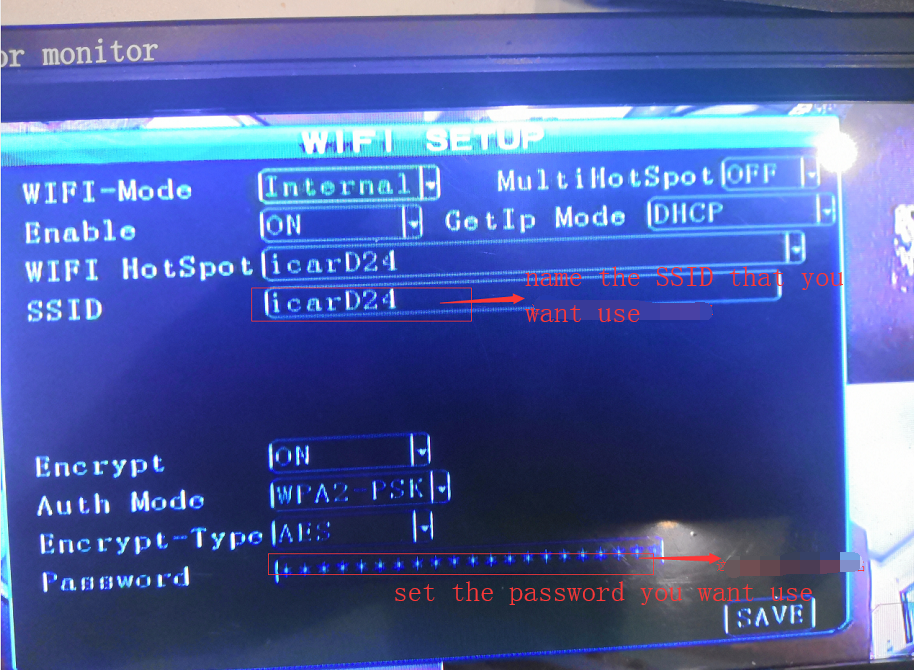 or monitor
WIFI SETUP
WIFI-Mode Internal MultiHotSpot OFF
Enable ON GetIp Mode DHCP
WIFI HotSpot icarD24
SSID icarD24
name the SSID that you
want use
Encrypt ON
Auth Mode WPA2-PSK
Encrypt-Type AES
Password *********************
set the password you want use
SAVE